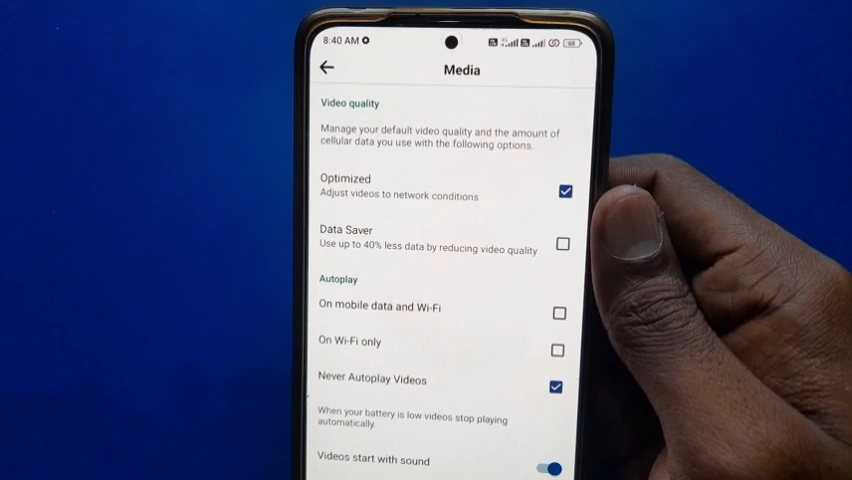 8:40 AM
68
Media
Video quality
Manage your default video quality and the amount of
cellular data you use with the following options.
Optimized
Adjust videos to network conditions
Data Saver
Use up to 40% less data by reducing video quality
Autoplay
On mobile data and Wi-Fi
On Wi-Fi only
Never Autoplay Videos
When your battery is low videos stop playing
automatically.
Videos start with sound